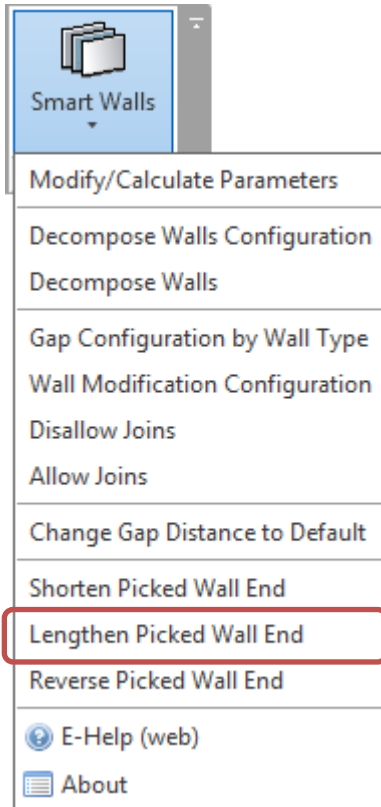 Smart Walls
Modify/Calculate Parameters
Decompose Walls Configuration
Decompose Walls
Gap Configuration by Wall Type
Wall Modification Configuration
Disallow Joins
Allow Joins
Change Gap Distance to Default
Shorten Picked Wall End
Lengthen Picked Wall End
Reverse Picked Wall End
E-Help (web)
About